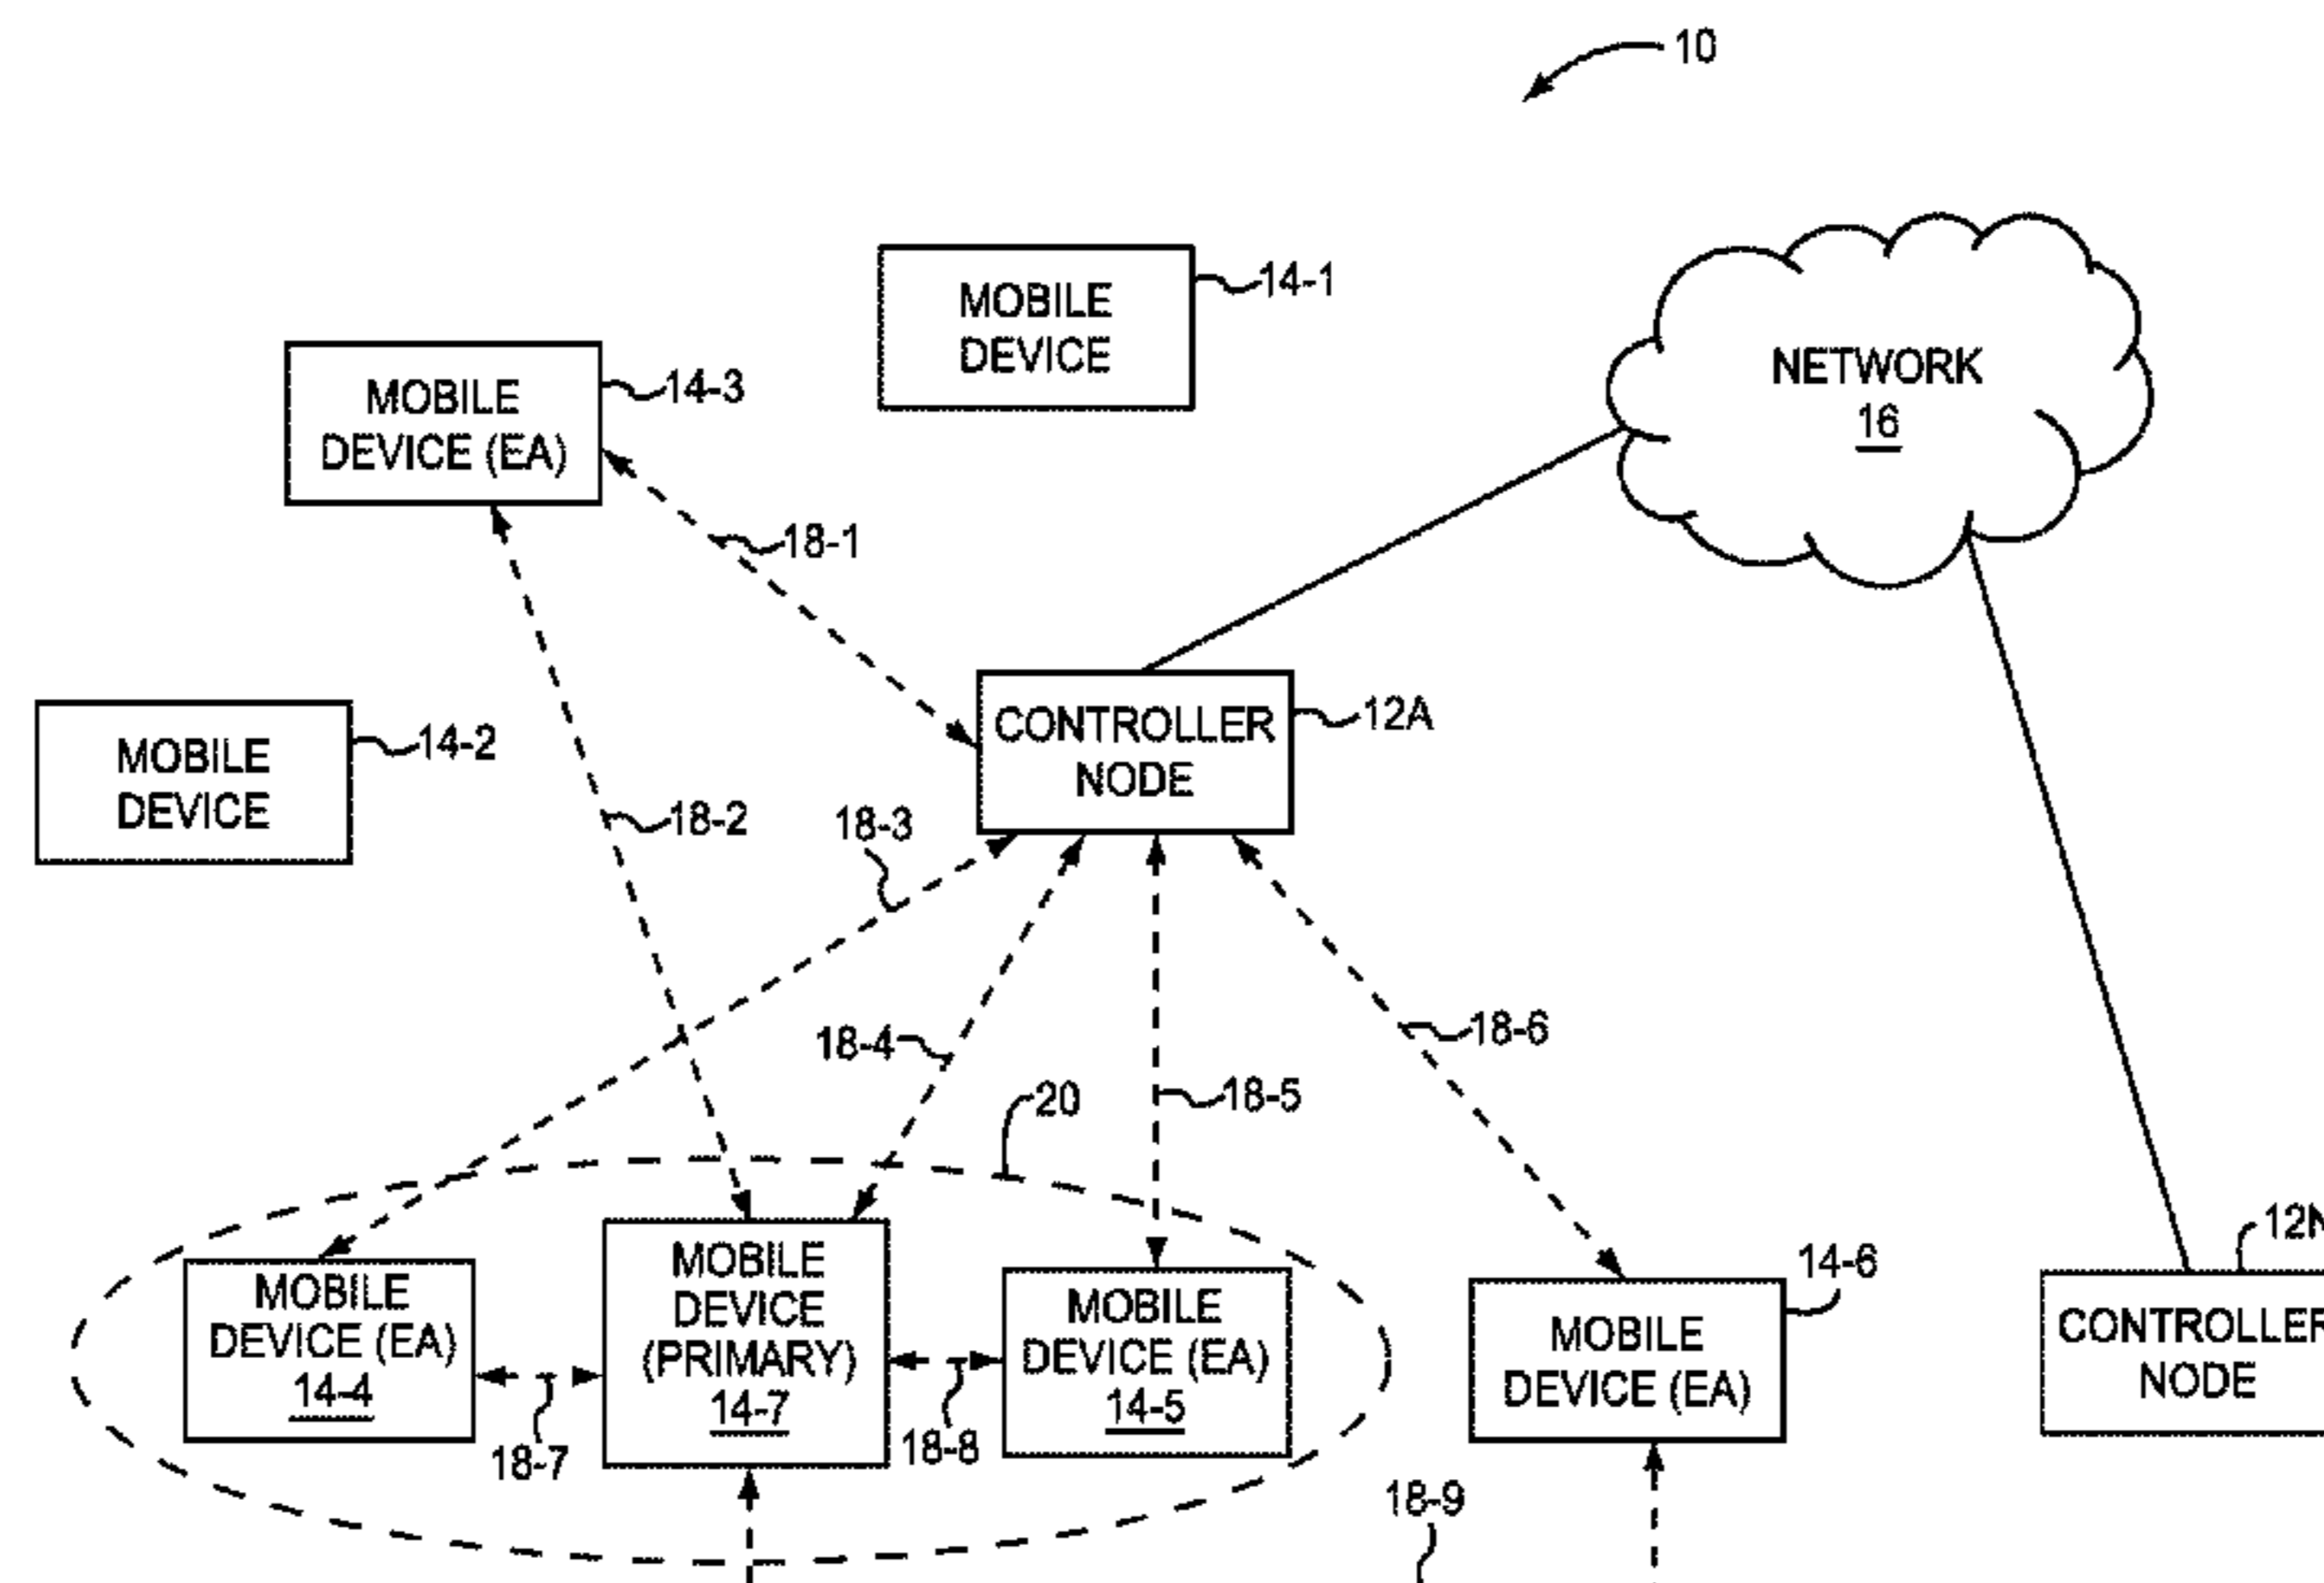 10
MOBILE
DEVICE
14-1
NETWORK
16
MOBILE
DEVICE (EA)
14-3
18-1
CONTROLLER
NODE
12A
MOBILE
DEVICE
14-2
18-2
18-3
18-4
18-5
18-6
20
MOBILE
DEVICE (EA)
14-4
18-7
MOBILE
DEVICE
(PRIMARY)
14-7
18-8
MOBILE
DEVICE (EA)
14-5
14-6
MOBILE
DEVICE (EA)
12N
CONTROLLER
NODE
18-9